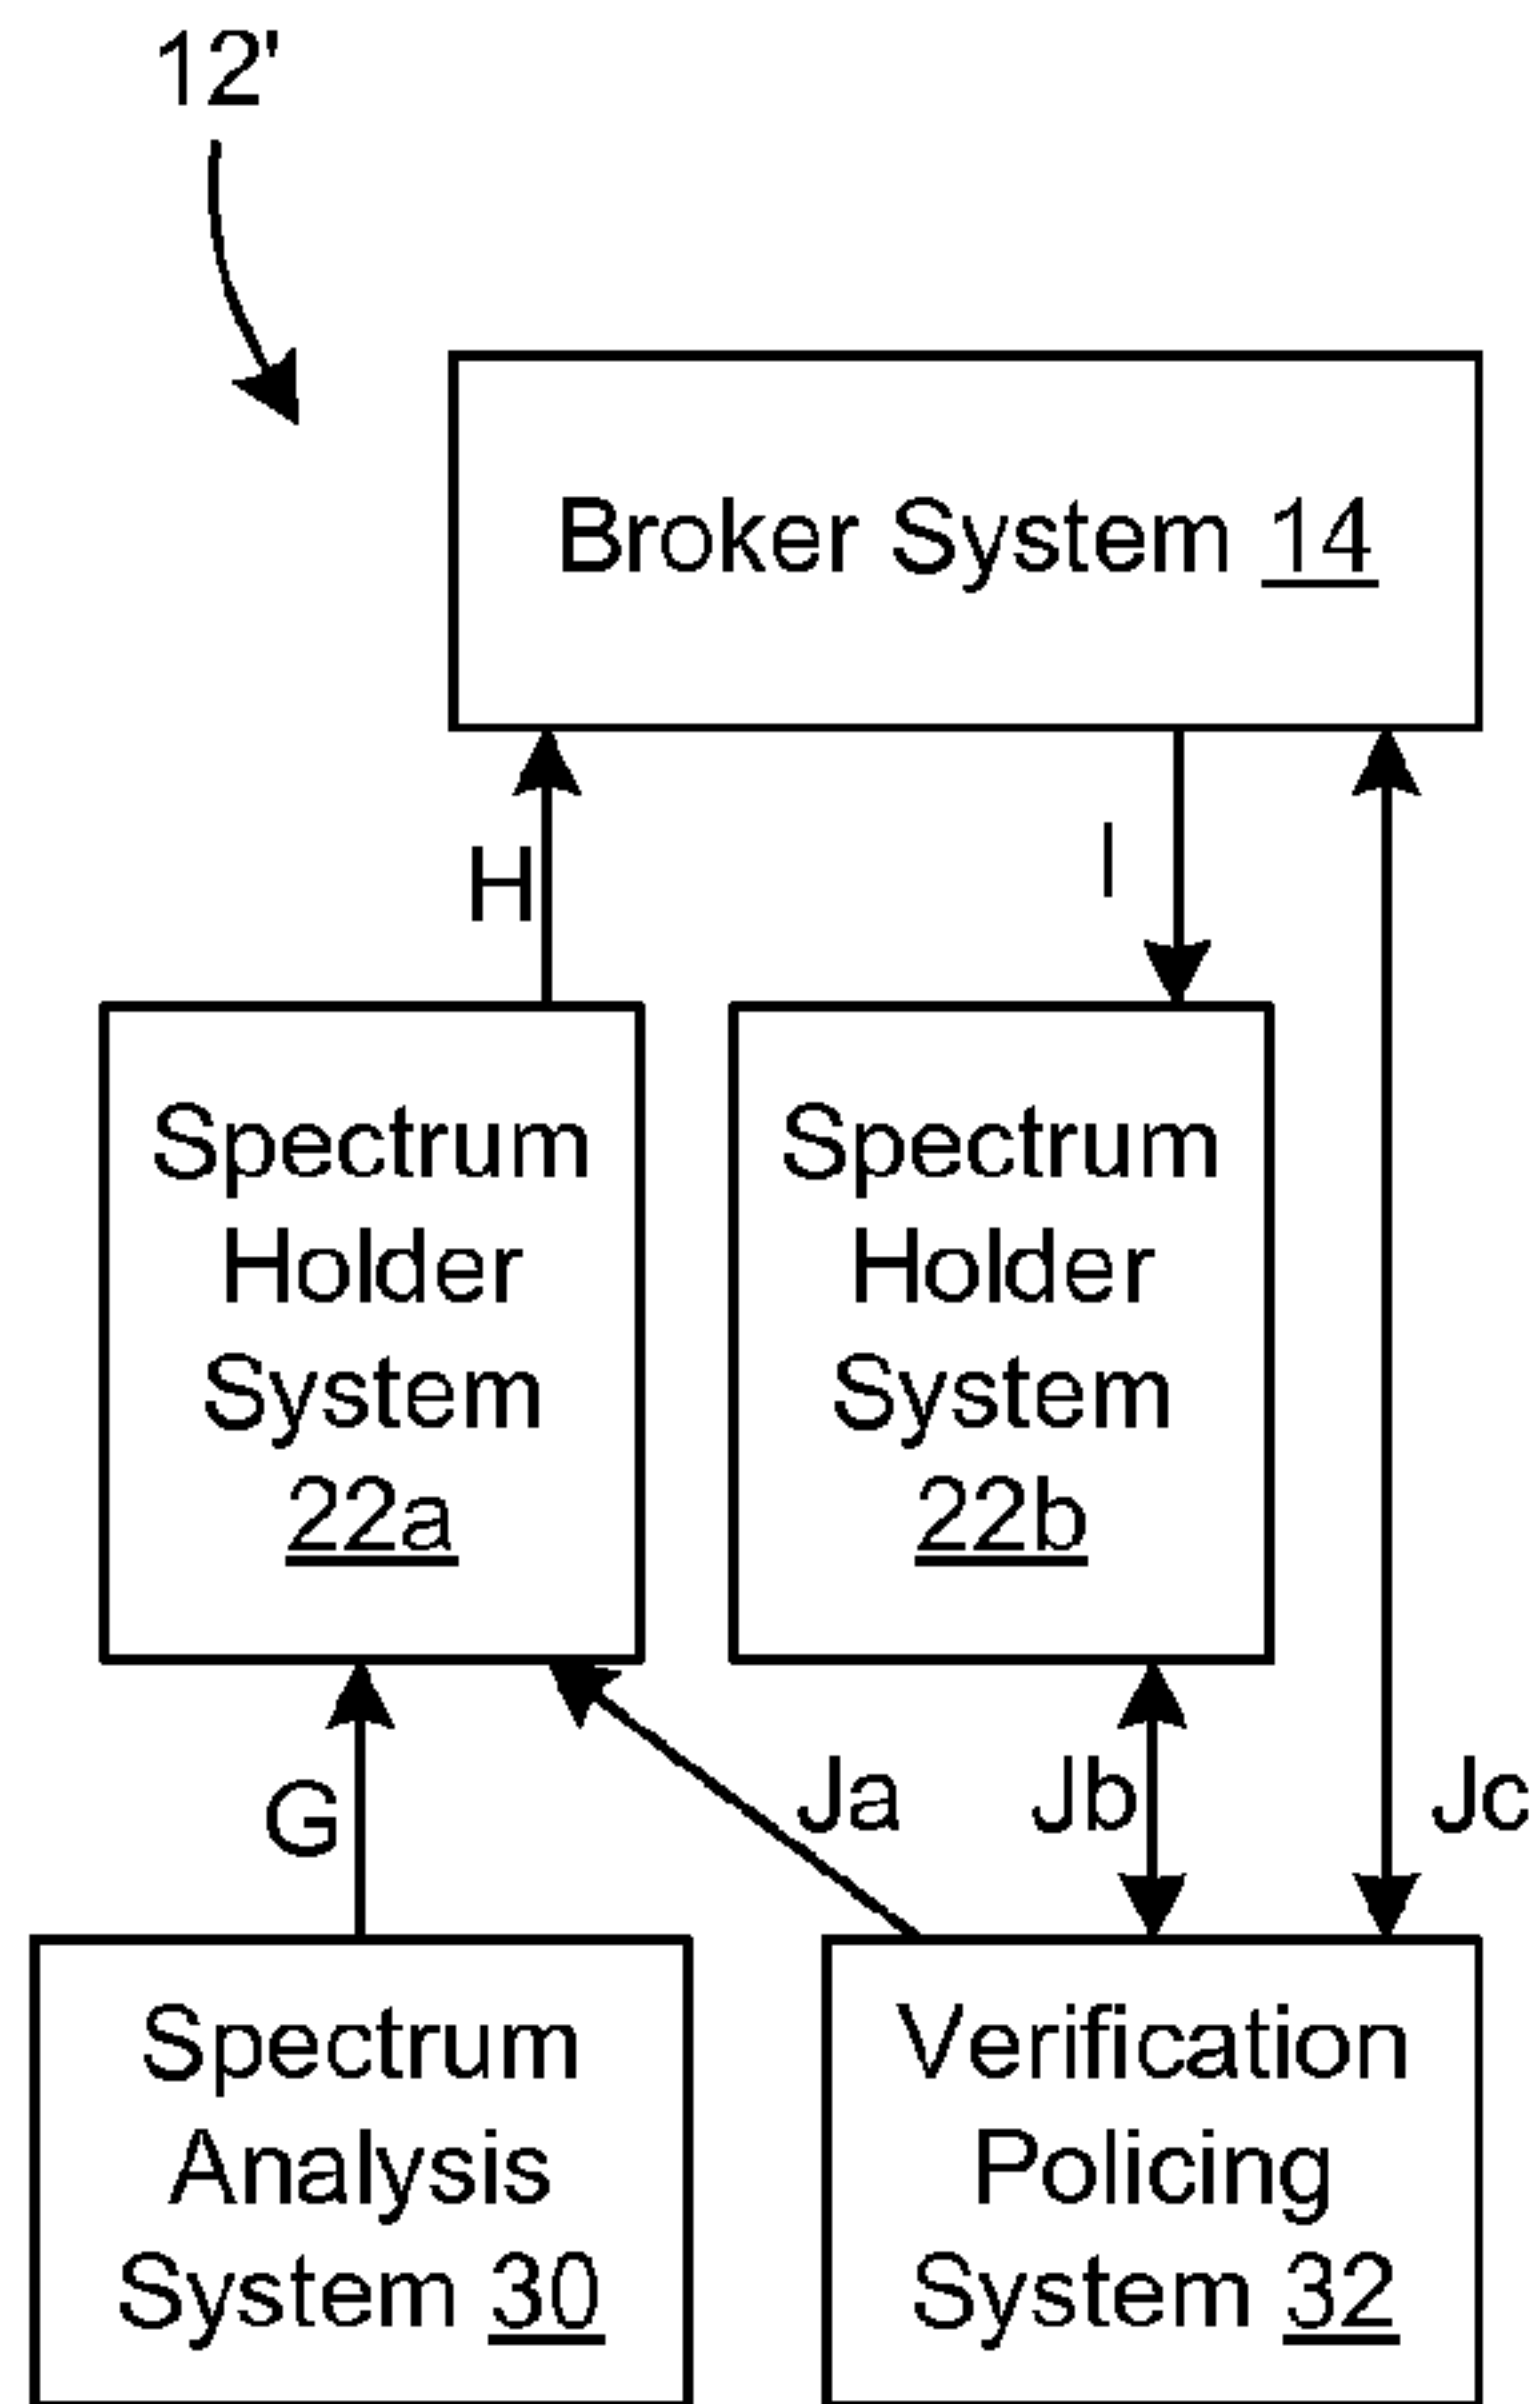 12'
Broker System 14
H
I
Spectrum
Holder
System
22a
Spectrum
Holder
System
22b
G
Ja
Jb
Jc
Spectrum
Analysis
System 30
Verification
Policing
System 32